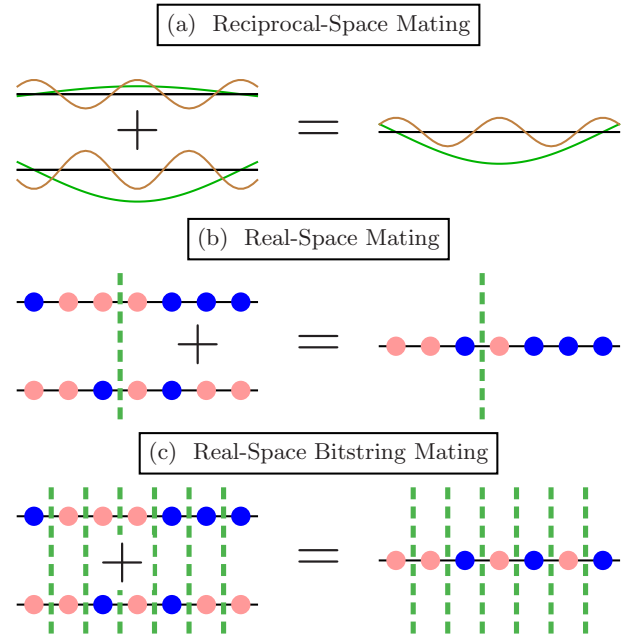 (a) Reciprocal-Space Mating
+ =
(b) Real-Space Mating
+ =
(c) Real-Space Bitstring Mating
+ =